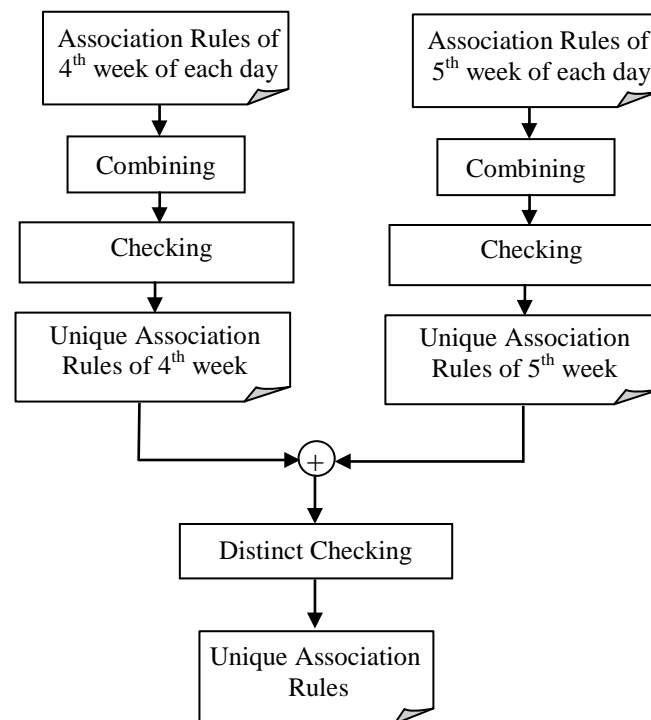 Association Rules of
4th week of each day
Association Rules of
5th week of each day
Combining
Combining
Checking
Checking
Unique Association
Rules of 4th week
Unique Association
Rules of 5th week
+
Distinct Checking
Unique Association
Rules